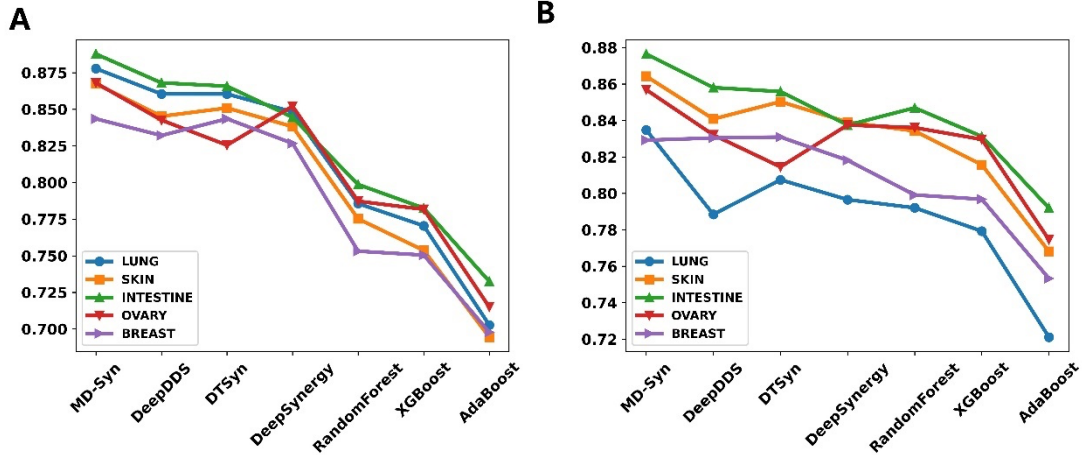 A
0.875
0.850
0.825
0.800
0.775
0.750
0.725
0.700
LUNG
SKIN
INTESTINE
OVARY
BREAST
MD-Syn
DeepDDS
DTSyn
DeepSynergy
RandomForest
XGBoost
AdaBoost
B
0.88
0.86
0.84
0.82
0.80
0.78
0.76
0.74
0.72
LUNG
SKIN
INTESTINE
OVARY
BREAST
MD-Syn
DeepDDS
DTSyn
DeepSynergy
RandomForest
XGBoost
AdaBoost